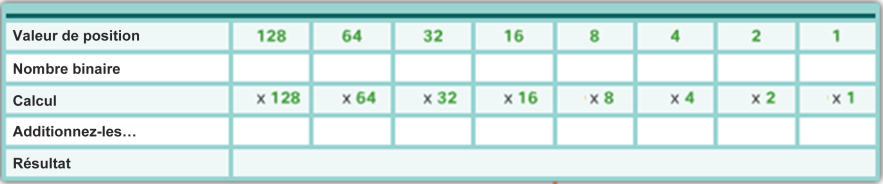 Valeur de position 128 64 32 16 8 4 2 1
Nombre binaire
Calcul x 128 x 64 x 32 x 16 x 8 x 4 x 2 x 1
Additionnez-les…
Résultat